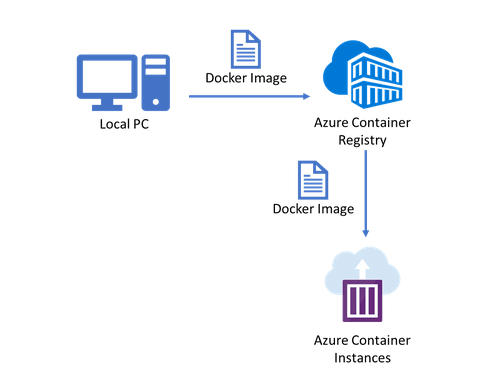 Docker Image
Local PC
Azure Container
Registry
Docker Image
Azure Container
Instances